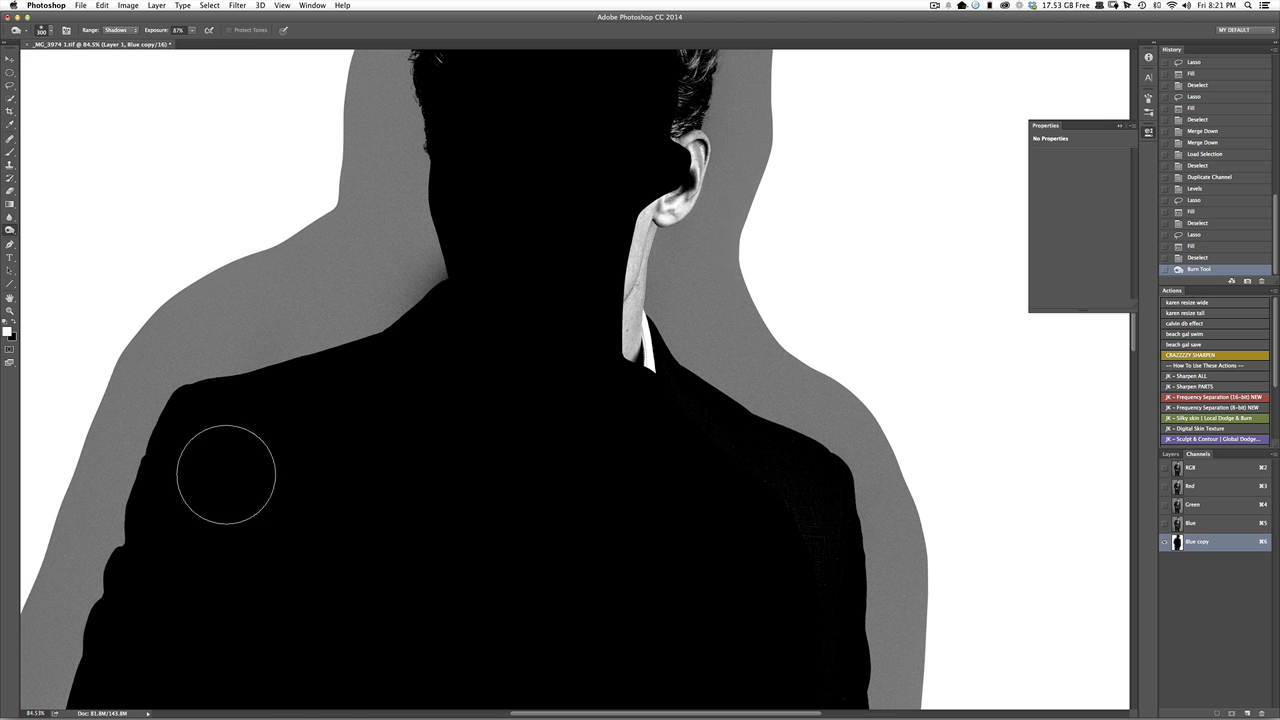 Photoshop File Edit Image Layer Type Select Filter 3D View Window Help 17.53 GB Free Fri 8:21 PM
Adobe Photoshop CC 2014
300 Range: Shadows Exposure: 87% Protect Tones MY DEFAULT
_MG_3974 1.tif @ 84.5% (Layer 1, Blue copy/16) *
History
Lasso
Fill
Deselect
Lasso
Fill
Deselect
Merge Down
Merge Down
Load Selection
Deselect
Duplicate Channel
Levels
Lasso
Fill
Deselect
Lasso
Fill
Deselect
Burn Tool
Properties
No Properties
Actions
karen resize wide
karen resize tall
calvin db effect
beach gal swim
beach gal save
CRAZZZZY SHARPEN
-- How To Use These Actions --
JK - Sharpen ALL
JK - Sharpen PARTS
JK - Frequency Separation (16-bit) NEW
JK - Frequency Separation (8-bit) NEW
JK - Silky skin | Local Dodge & Burn
JK - Digital Skin Texture
JK - Sculpt & Contour | Global Dodge...
Layers Channels
RGB ⌘2
Red ⌘3
Green ⌘4
Blue ⌘5
Blue copy ⌘6
84.53% Doc: 81.8M/143.8M